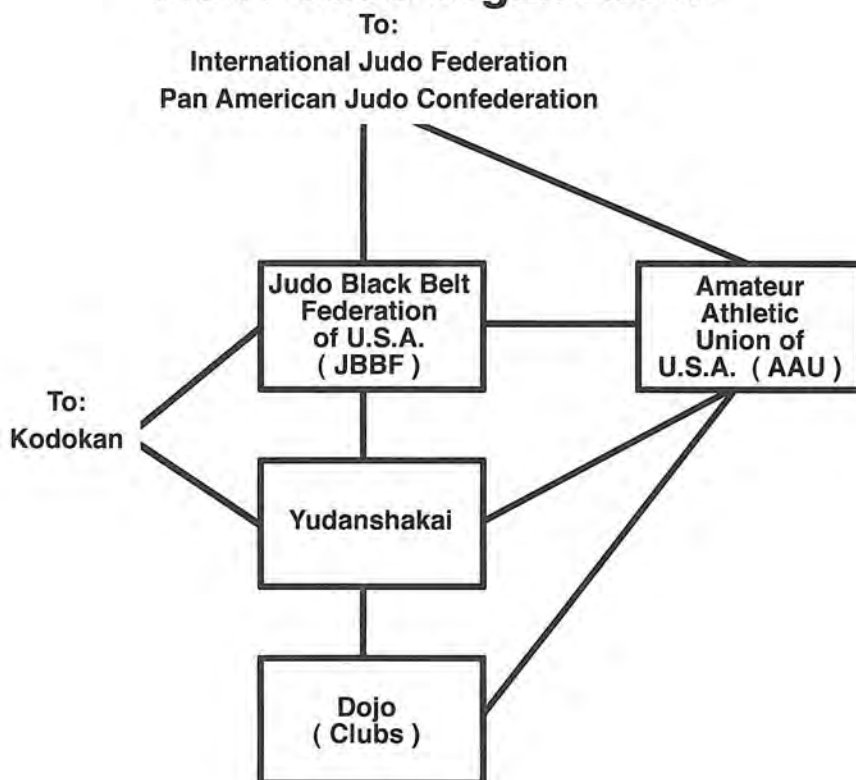 To:
International Judo Federation
Pan American Judo Confederation
Judo Black Belt
Federation
of U.S.A.
( JBBF )
Amateur
Athletic
Union of
U.S.A. ( AAU )
To:
Kodokan
Yudanshakai
Dojo
( Clubs )